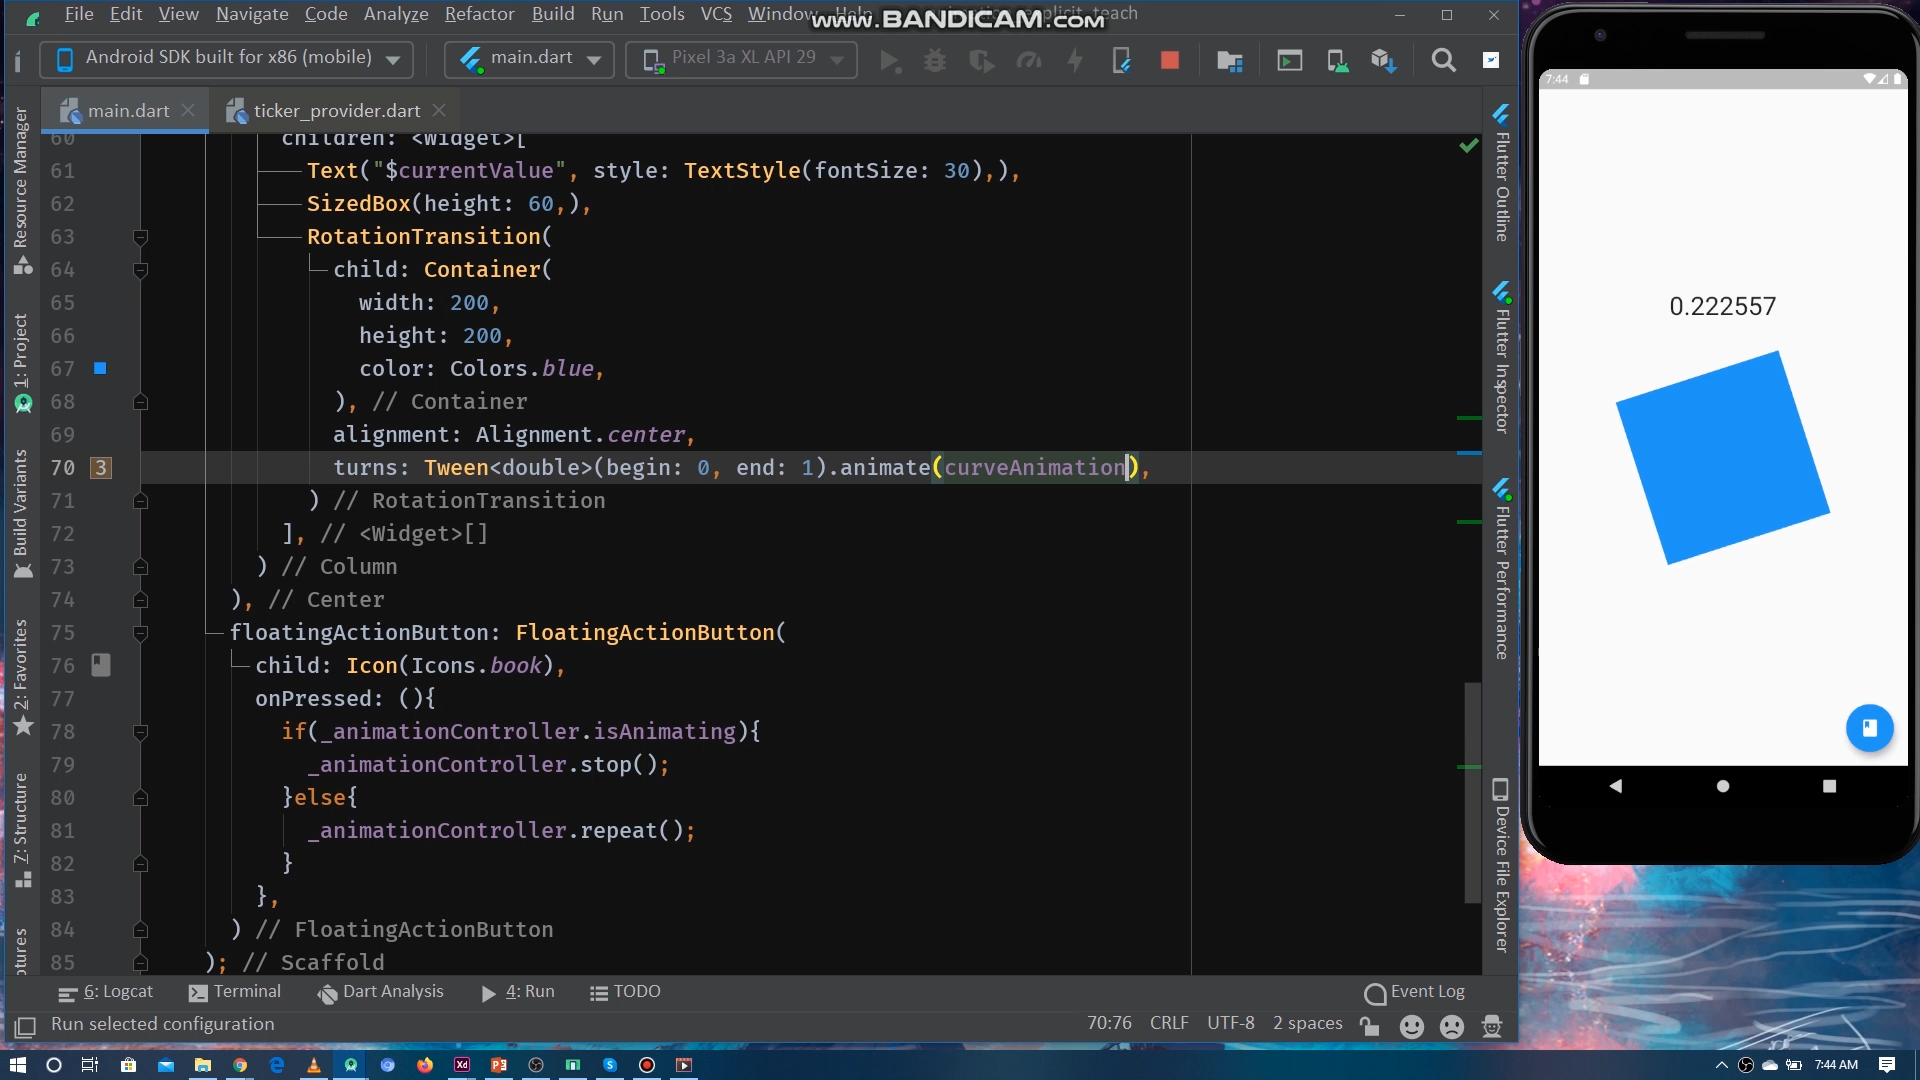 File Edit View Navigate Code Analyze Refactor Build Run Tools VCS Window Help
www.BANDICAM.com
Android SDK built for x86 (mobile)
main.dart
Pixel 3a XL API 29
main.dart
ticker_provider.dart
60 children: <Widget>[
61 Text("$currentValue", style: TextStyle(fontSize: 30),),
62 SizedBox(height: 60,),
63 RotationTransition(
64 child: Container(
65 width: 200,
66 height: 200,
67 color: Colors.blue,
68 ), // Container
69 alignment: Alignment.center,
70 3 turns: Tween<double>(begin: 0, end: 1).animate(curveAnimation),
71 ) // RotationTransition
72 ], // <Widget>[]
73 ) // Column
74 ), // Center
75 floatingActionButton: FloatingActionButton(
76 child: Icon(Icons.book),
77 onPressed: (){
78 if(_animationController.isAnimating){
79 _animationController.stop();
80 }else{
81 _animationController.repeat();
82 }
83 },
84 ) // FloatingActionButton
85 ); // Scaffold
Resource Manager
1: Project
Build Variants
2: Favorites
7: Structure
Flutter Outline
Flutter Inspector
Flutter Performance
Device File Explorer
6: Logcat
Terminal
Dart Analysis
4: Run
TODO
Event Log
Run selected configuration
70:76 CRLF UTF-8 2 spaces
7:44
0.222557
Xd
7:44 AM